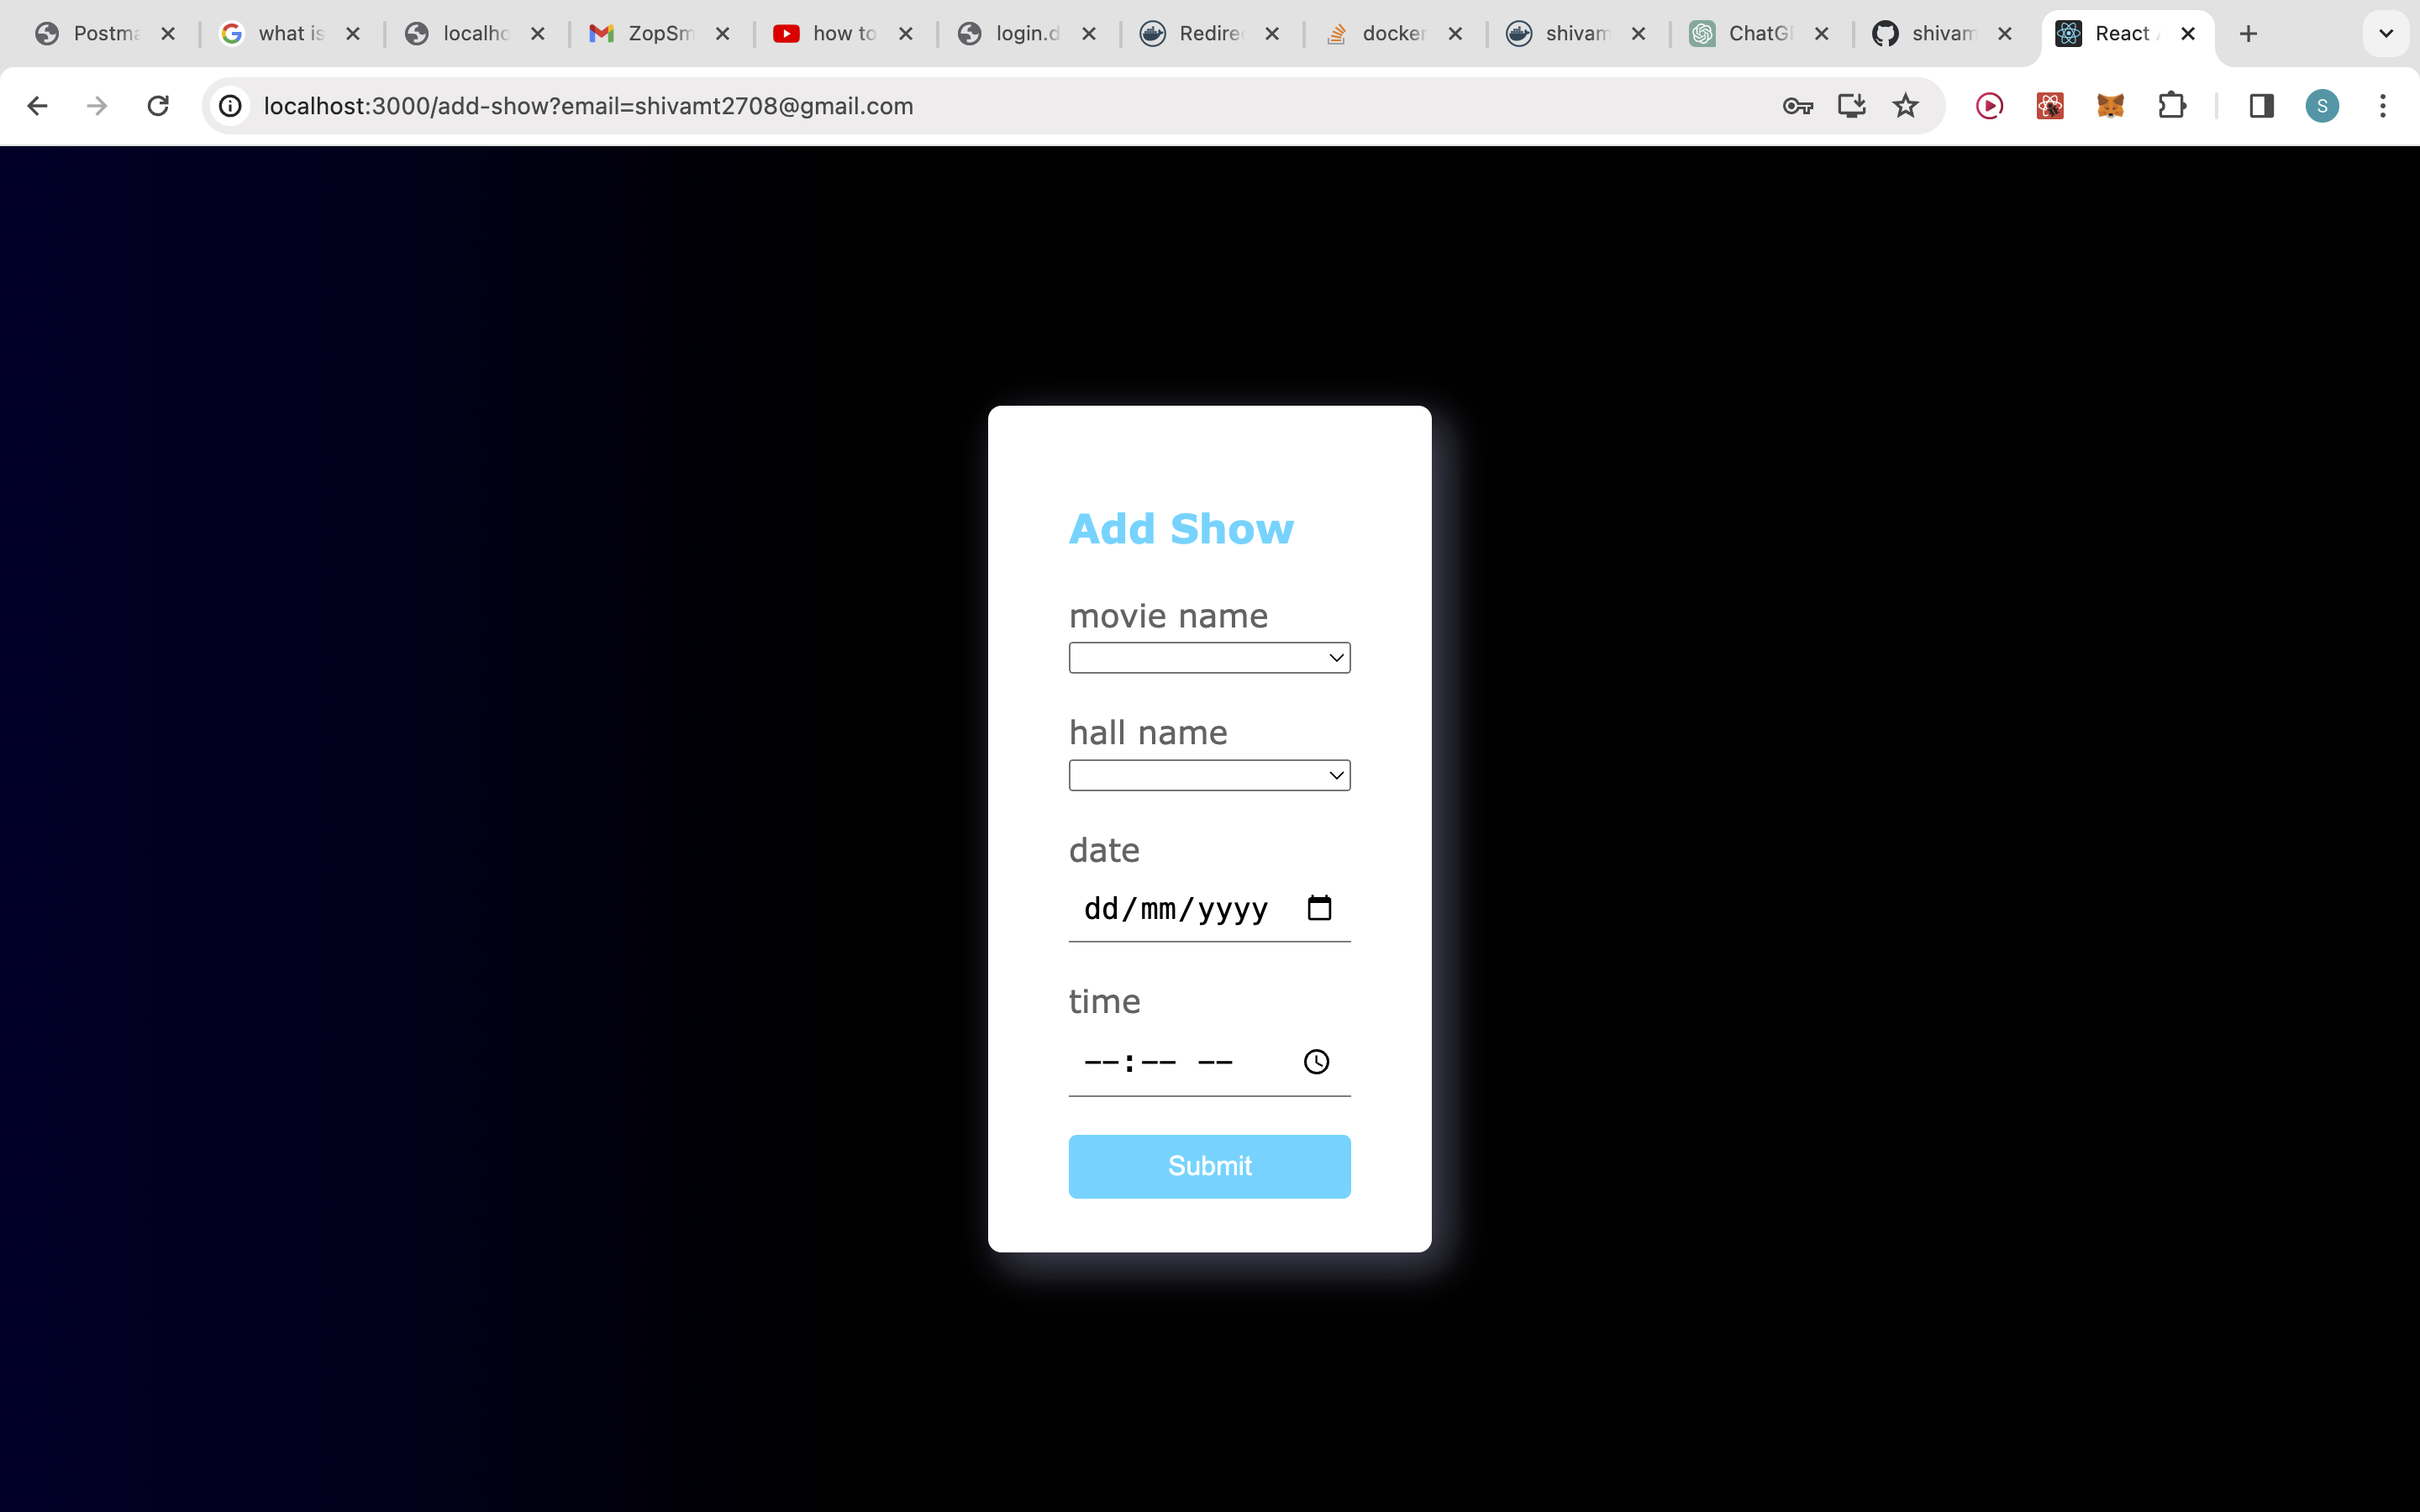 Postma what is localho ZopSm how to login.d Redire docker shivam ChatG shivam React
localhost:3000/add-show?email=shivamt2708@gmail.com S
Add Show
movie name
hall name
date
dd/mm/yyyy
time
--:-- --
Submit